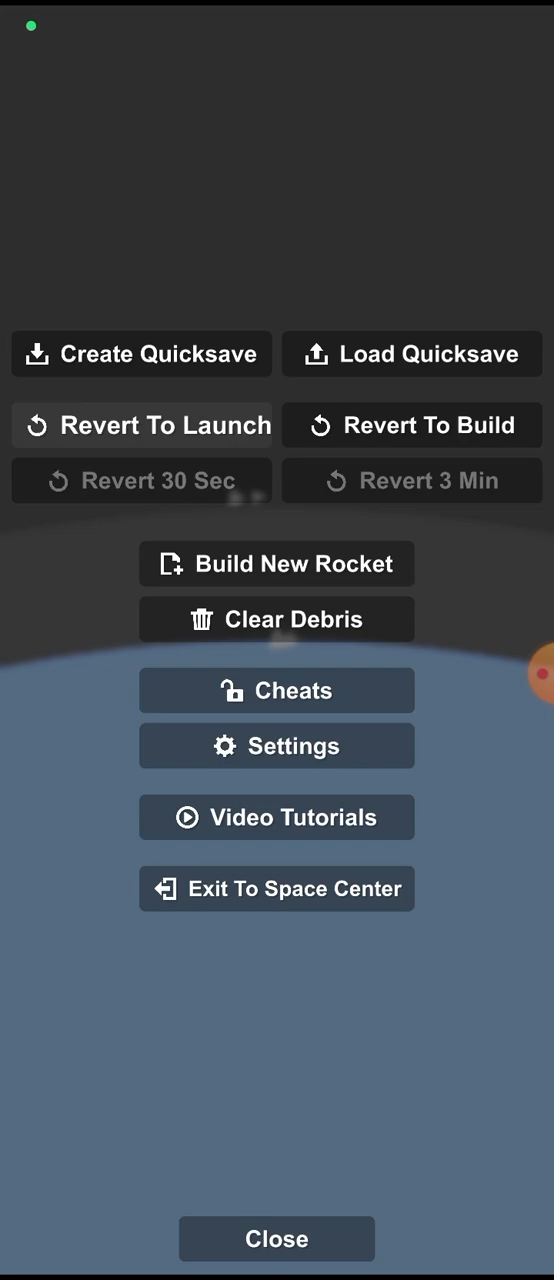 Create Quicksave
Load Quicksave
Revert To Launch
Revert To Build
Revert 30 Sec
Revert 3 Min
Build New Rocket
Clear Debris
Cheats
Settings
Video Tutorials
Exit To Space Center
Close